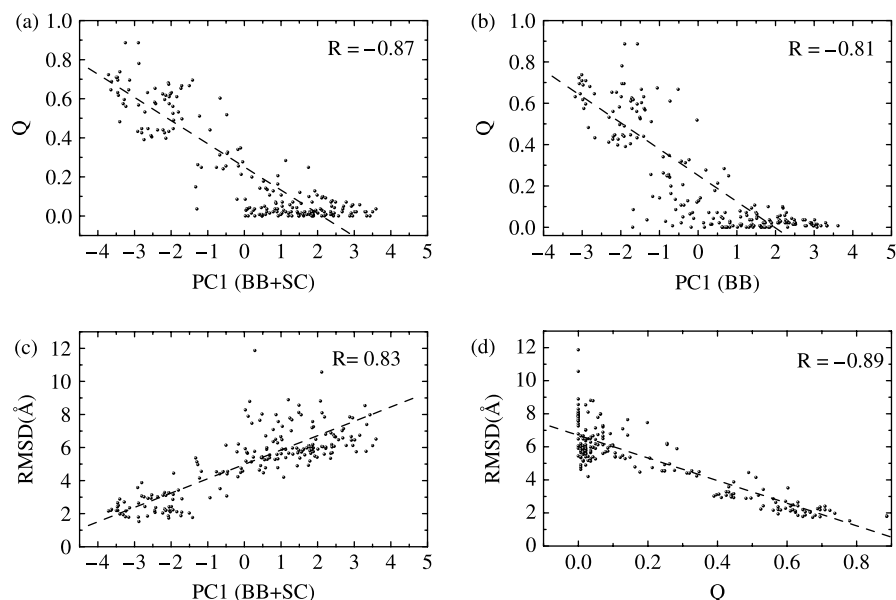 (a)
R = −0.87
1.0
0.8
0.6
0.4
0.2
0.0
Q
−4 −3 −2 −1 0 1 2 3 4 5
PC1 (BB+SC)
(b)
R = −0.81
1.0
0.8
0.6
0.4
0.2
0.0
Q
−4 −3 −2 −1 0 1 2 3 4 5
PC1 (BB)
(c)
R= 0.83
12
10
8
6
4
2
0
RMSD(Å)
−4 −3 −2 −1 0 1 2 3 4 5
PC1 (BB+SC)
(d)
R = −0.89
12
10
8
6
4
2
0
RMSD(Å)
0.0 0.2 0.4 0.6 0.8
Q